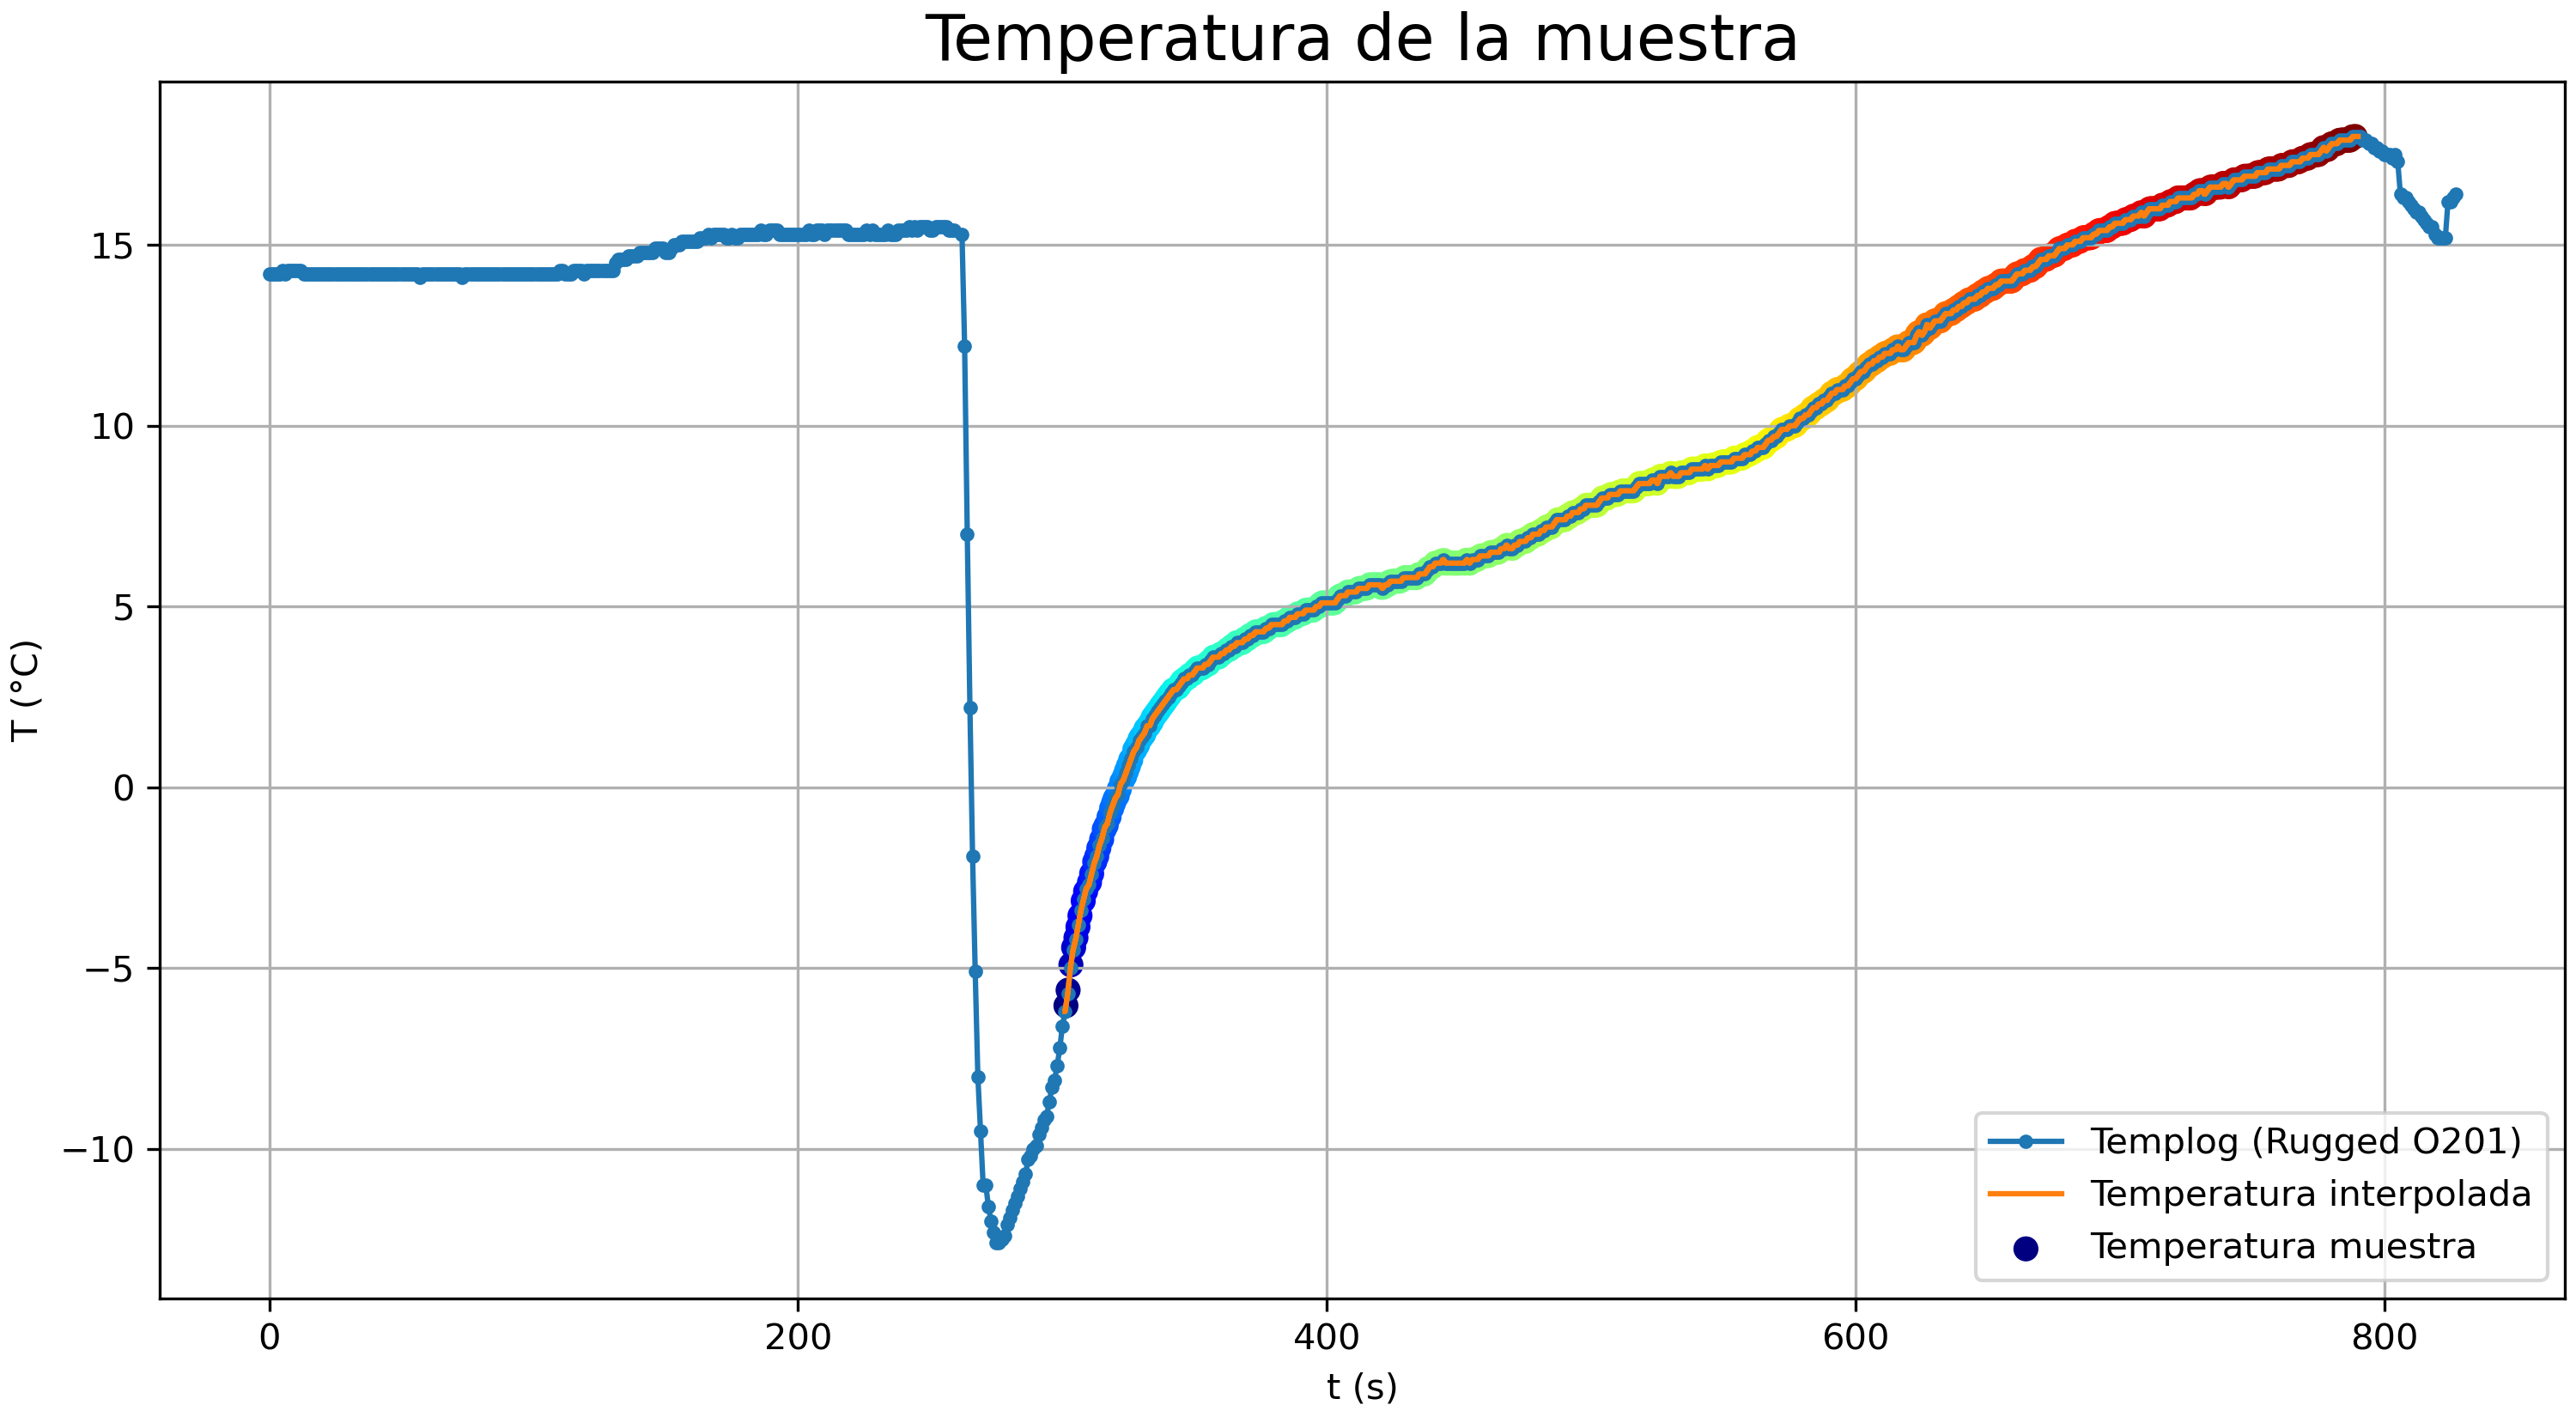 Temperatura de la muestra
T (°C)
15
10
5
0
−5
−10
0
200
400
600
800
t (s)
Templog (Rugged O201)
Temperatura interpolada
Temperatura muestra